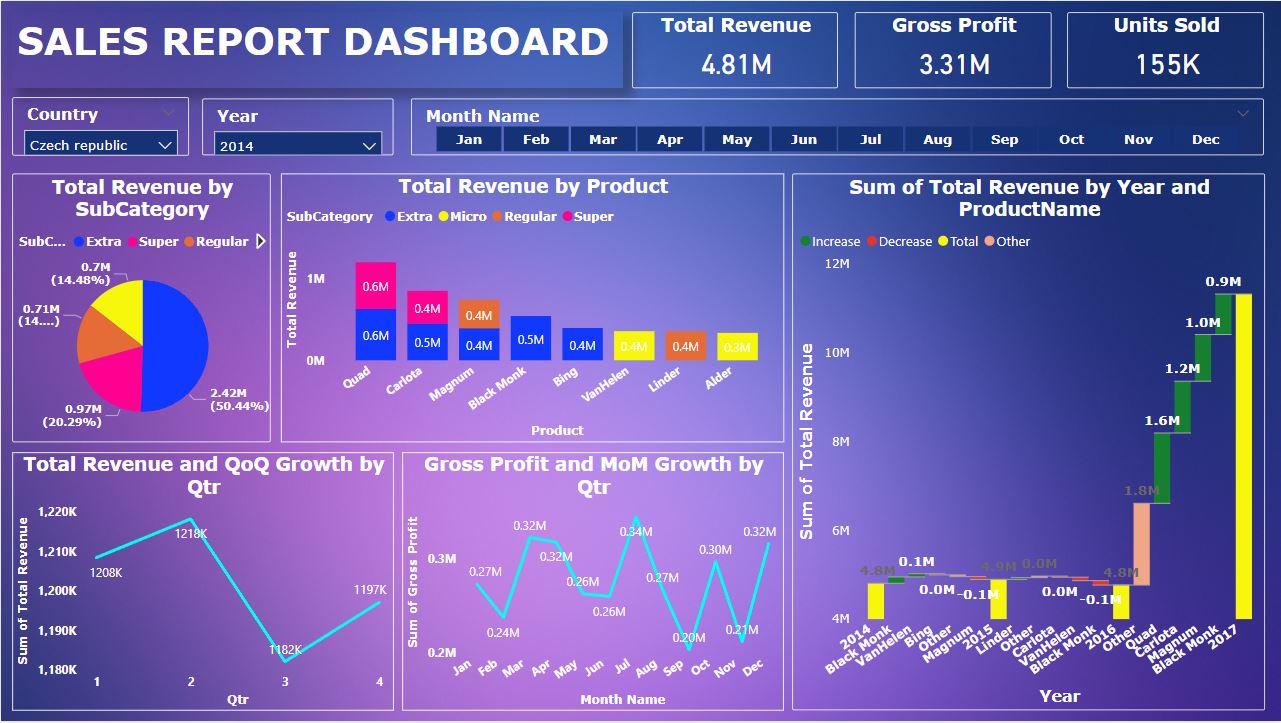 SALES REPORT DASHBOARD
Total Revenue
4.81M
Gross Profit
3.31M
Units Sold
155K
Country
Czech republic
Year
2014
Month Name
Jan Feb Mar Apr May Jun Jul Aug Sep Oct Nov Dec
Total Revenue by
SubCategory
SubC... Extra Super Regular
0.7M
(14.48%)
0.71M
(14....)
0.97M
(20.29%)
2.42M
(50.44%)
Total Revenue by Product
SubCategory Extra Micro Regular Super
Total Revenue
1M
0M
0.6M
0.6M
0.4M
0.5M
0.4M
0.4M
0.5M
0.4M
0.4M
0.4M
0.3M
Quad
Carlota
Magnum
Black Monk
Bing
VanHelen
Linder
Alder
Product
Sum of Total Revenue by Year and
ProductName
Increase Decrease Total Other
Sum of Total Revenue
12M
10M
8M
6M
4M
4.8M
0.1M
0.0M
-0.1M
4.9M
0.0M
0.0M
-0.1M
4.8M
1.8M
1.6M
1.2M
1.0M
0.9M
2014
Black Monk
VanHelen
Bing
Other
Magnum
2015
Linder
Other
Carlota
VanHelen
Black Monk
2016
Other
Quad
Carlota
Magnum
Black Monk
2017
Year
Total Revenue and QoQ Growth by
Qtr
Sum of Total Revenue
1,220K
1,210K
1,200K
1,190K
1,180K
1208K
1218K
1182K
1197K
1 2 3 4
Qtr
Gross Profit and MoM Growth by
Qtr
Sum of Gross Profit
0.3M
0.2M
0.27M
0.24M
0.32M
0.32M
0.26M
0.26M
0.34M
0.27M
0.20M
0.30M
0.21M
0.32M
Jan
Feb
Mar
Apr
May
Jun
Jul
Aug
Sep
Oct
Nov
Dec
Month Name